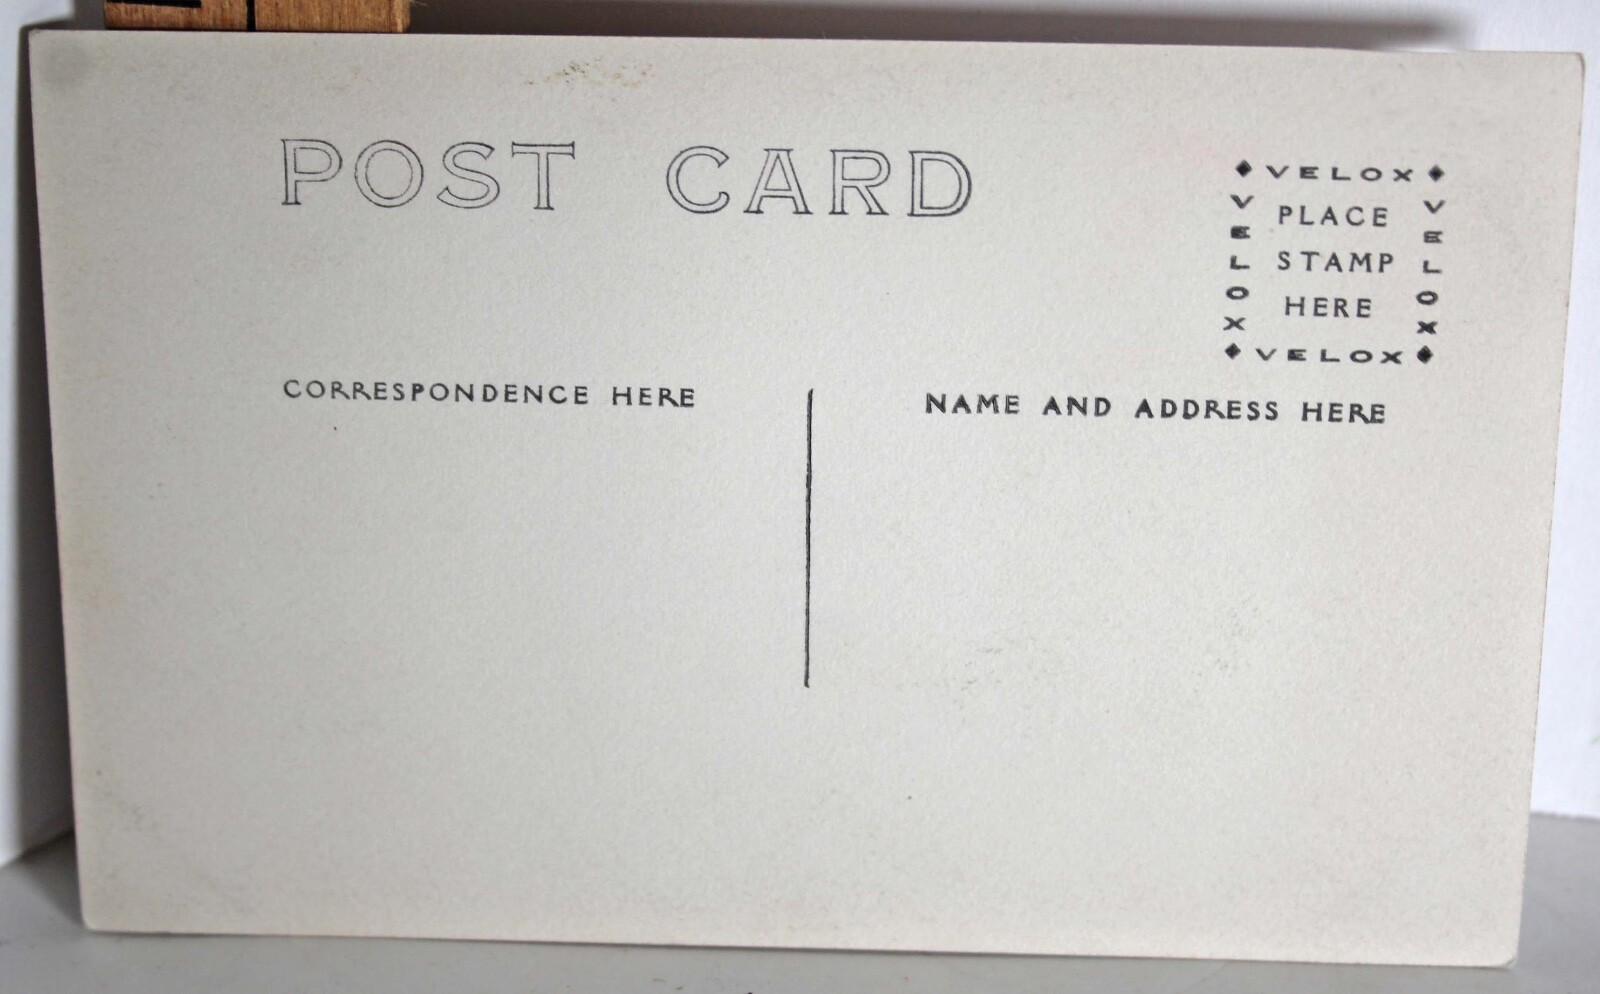 POST CARD
♦VELOX♦
VELOX
PLACE
STAMP
HERE
VELOX
♦VELOX♦
CORRESPONDENCE HERE
NAME AND ADDRESS HERE